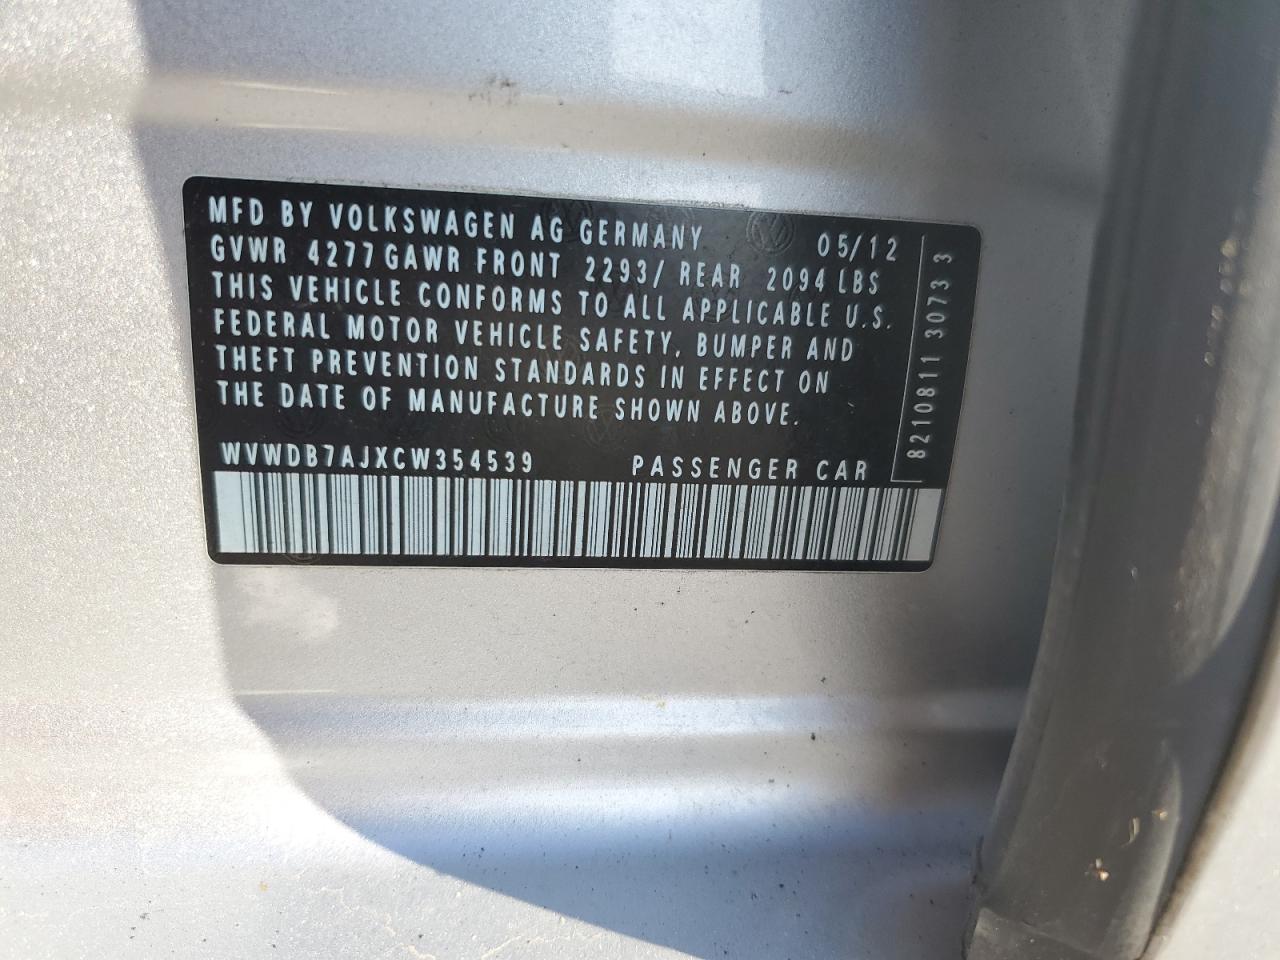 MFD BY VOLKSWAGEN AG GERMANY 05/12
GVWR 4277 GAWR FRONT 2293/ REAR 2094 LBS
THIS VEHICLE CONFORMS TO ALL APPLICABLE U.S.
FEDERAL MOTOR VEHICLE SAFETY, BUMPER AND
THEFT PREVENTION STANDARDS IN EFFECT ON
THE DATE OF MANUFACTURE SHOWN ABOVE.
WVWDB7AJXCW354539 PASSENGER CAR
8210811 3073 3